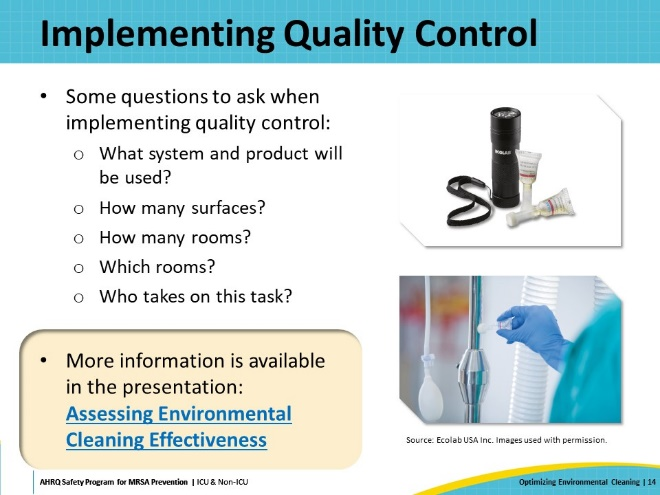 Implementing Quality Control
• Some questions to ask when
implementing quality control:
o What system and product will
be used?
o How many surfaces?
o How many rooms?
o Which rooms?
o Who takes on this task?
• More information is available
in the presentation:
Assessing Environmental
Cleaning Effectiveness
ECOLAB
Source: Ecolab USA Inc. Images used with permission.
AHRQ Safety Program for MRSA Prevention | ICU & Non-ICU
Optimizing Environmental Cleaning | 14